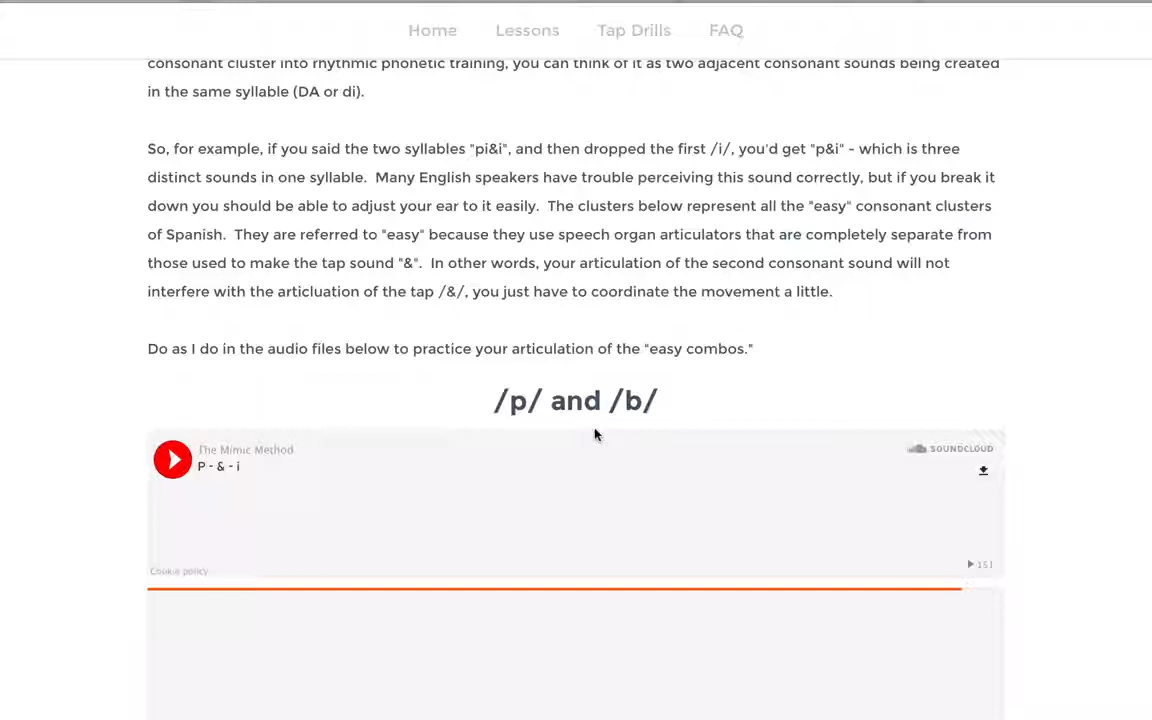 Home Lessons Tap Drills FAQ
consonant cluster into rhythmic phonetic training, you can think of it as two adjacent consonant sounds being created
in the same syllable (DA or di).
So, for example, if you said the two syllables "pi&i", and then dropped the first /i/, you'd get "p&i" - which is three
distinct sounds in one syllable. Many English speakers have trouble perceiving this sound correctly, but if you break it
down you should be able to adjust your ear to it easily. The clusters below represent all the "easy" consonant clusters
of Spanish. They are referred to "easy" because they use speech organ articulators that are completely separate from
those used to make the tap sound "&". In other words, your articulation of the second consonant sound will not
interfere with the articluation of the tap /&/, you just have to coordinate the movement a little.
Do as I do in the audio files below to practice your articulation of the "easy combos."
/p/ and /b/
The Mimic Method
SOUNDCLOUD
P - & - i
Cookie policy
151